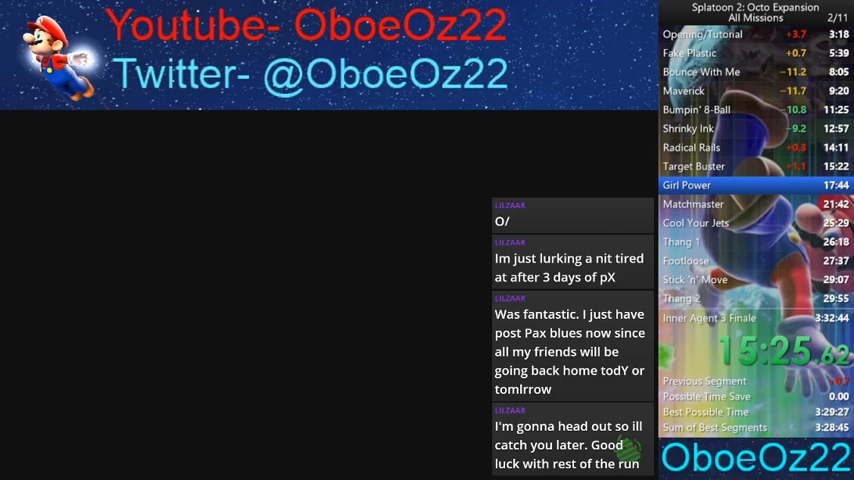 Youtube- OboeOz22
Twitter- @OboeOz22
LILZAAR
O/
LILZAAR
Im just lurking a nit tired
at after 3 days of pX
LILZAAR
Was fantastic. I just have
post Pax blues now since
all my friends will be
going back home todY or
tomIrrow
LILZAAR
I'm gonna head out so ill
catch you later. Good
luck with rest of the run
Splatoon 2: Octo Expansion
All Missions 2/11
Opening/Tutorial +3.7 3:18
Fake Plastic +0.7 5:39
Bounce With Me −11.2 8:05
Maverick −11.7 9:20
Bumpin' 8-Ball −10.8 11:25
Shrinky Ink −9.2 12:57
Radical Rails +0.3 14:11
Target Buster +1.1 15:22
Girl Power 17:44
Matchmaster 21:42
Cool Your Jets 25:29
Thang 1 26:18
Footloose 27:37
Stick 'n' Move 29:07
Thang 2 29:55
Inner Agent 3 Finale 3:32:44
15:25.62
Previous Segment +0.7
Possible Time Save 0.00
Best Possible Time 3:29:27
Sum of Best Segments 3:28:45
OboeOz22